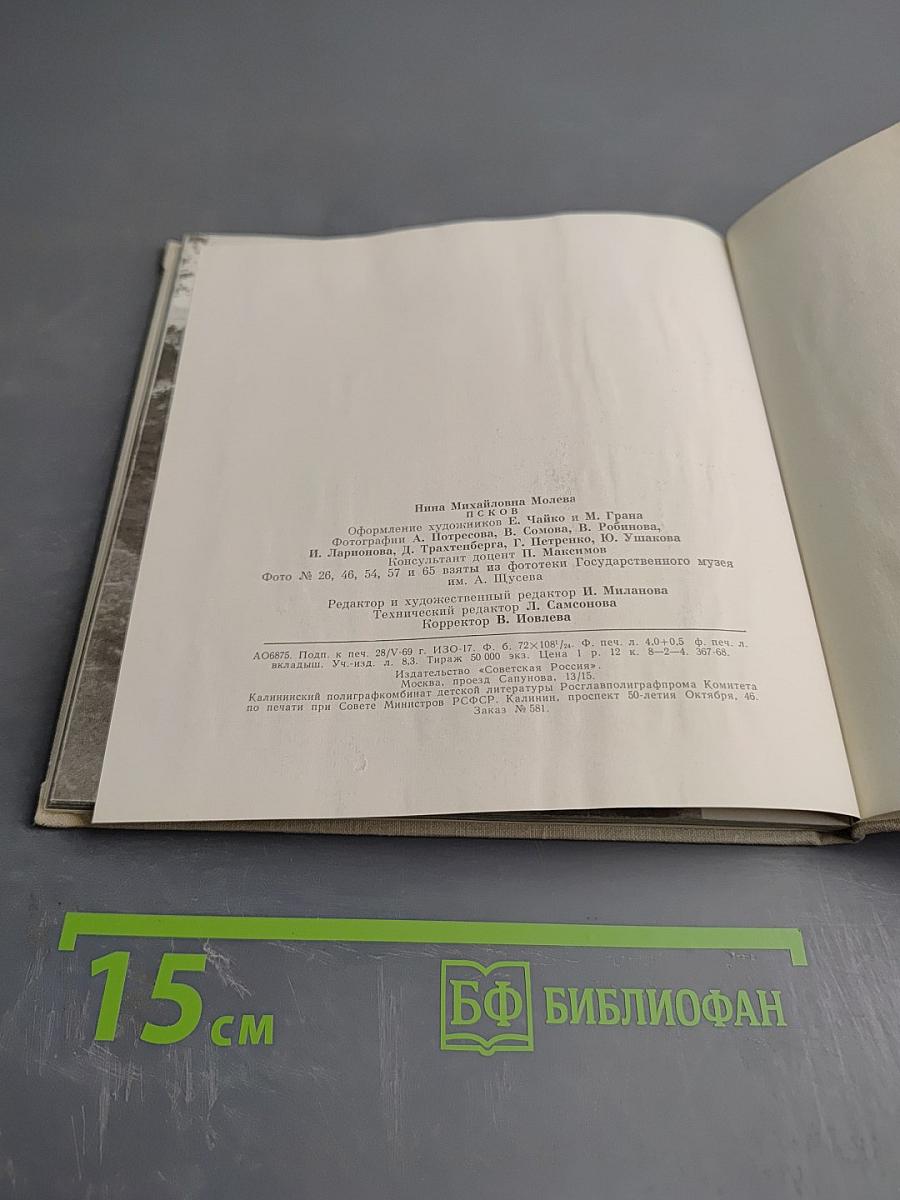 Нина Михайловна Молева
ПСКОВ
Оформление художников Е. Чайко и М. Грана
Фотографии А. Потресова, В. Сомова, В. Робинова,
И. Ларионова, Д. Трахтенберга, Г. Петренко, Ю. Ушакова
Консультант доцент П. Максимов
Фото № 26, 46, 54, 57 и 65 взяты из фототеки Государственного музея
им. А. Щусева
Редактор и художественный редактор И. Миланова
Технический редактор Л. Самсонова
Корректор В. Иовлева
АО6875. Подп. к печ. 28/V-69 г. ИЗО-17. Ф. б. 72×108¹/₂₄. Ф. печ. л. 4,0+0,5 ф. печ. л.
вкладыш. Уч.-изд. л. 8,3. Тираж 50 000 экз. Цена 1 р. 12 к. 8—2—4. 367-68.
Издательство «Советская Россия».
Москва, проезд Сапунова, 13/15.
Калининский полиграфкомбинат детской литературы Росглавполиграфпрома Комитета
по печати при Совете Министров РСФСР. Калинин, проспект 50-летия Октября, 46.
Заказ № 581.
15 см
БФ БИБЛИОФАН